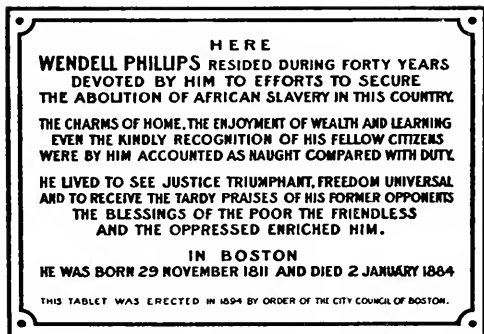 HERE
WENDELL PHILLIPS RESIDED DURING FORTY YEARS
DEVOTED BY HIM TO EFFORTS TO SECURE
THE ABOLITION OF AFRICAN SLAVERY IN THIS COUNTRY.
THE CHARMS OF HOME, THE ENJOYMENT OF WEALTH AND LEARNING
EVEN THE KINDLY RECOGNITION OF HIS FELLOW CITIZENS
WERE BY HIM ACCOUNTED AS NAUGHT COMPARED WITH DUTY.
HE LIVED TO SEE JUSTICE TRIUMPHANT, FREEDOM UNIVERSAL
AND TO RECEIVE THE TARDY PRAISES OF HIS FORMER OPPONENTS
THE BLESSINGS OF THE POOR THE FRIENDLESS
AND THE OPPRESSED ENRICHED HIM.
IN BOSTON
HE WAS BORN 29 NOVEMBER 1811 AND DIED 2 JANUARY 1884
THIS TABLET WAS ERECTED IN 1894 BY ORDER OF THE CITY COUNCIL OF BOSTON.